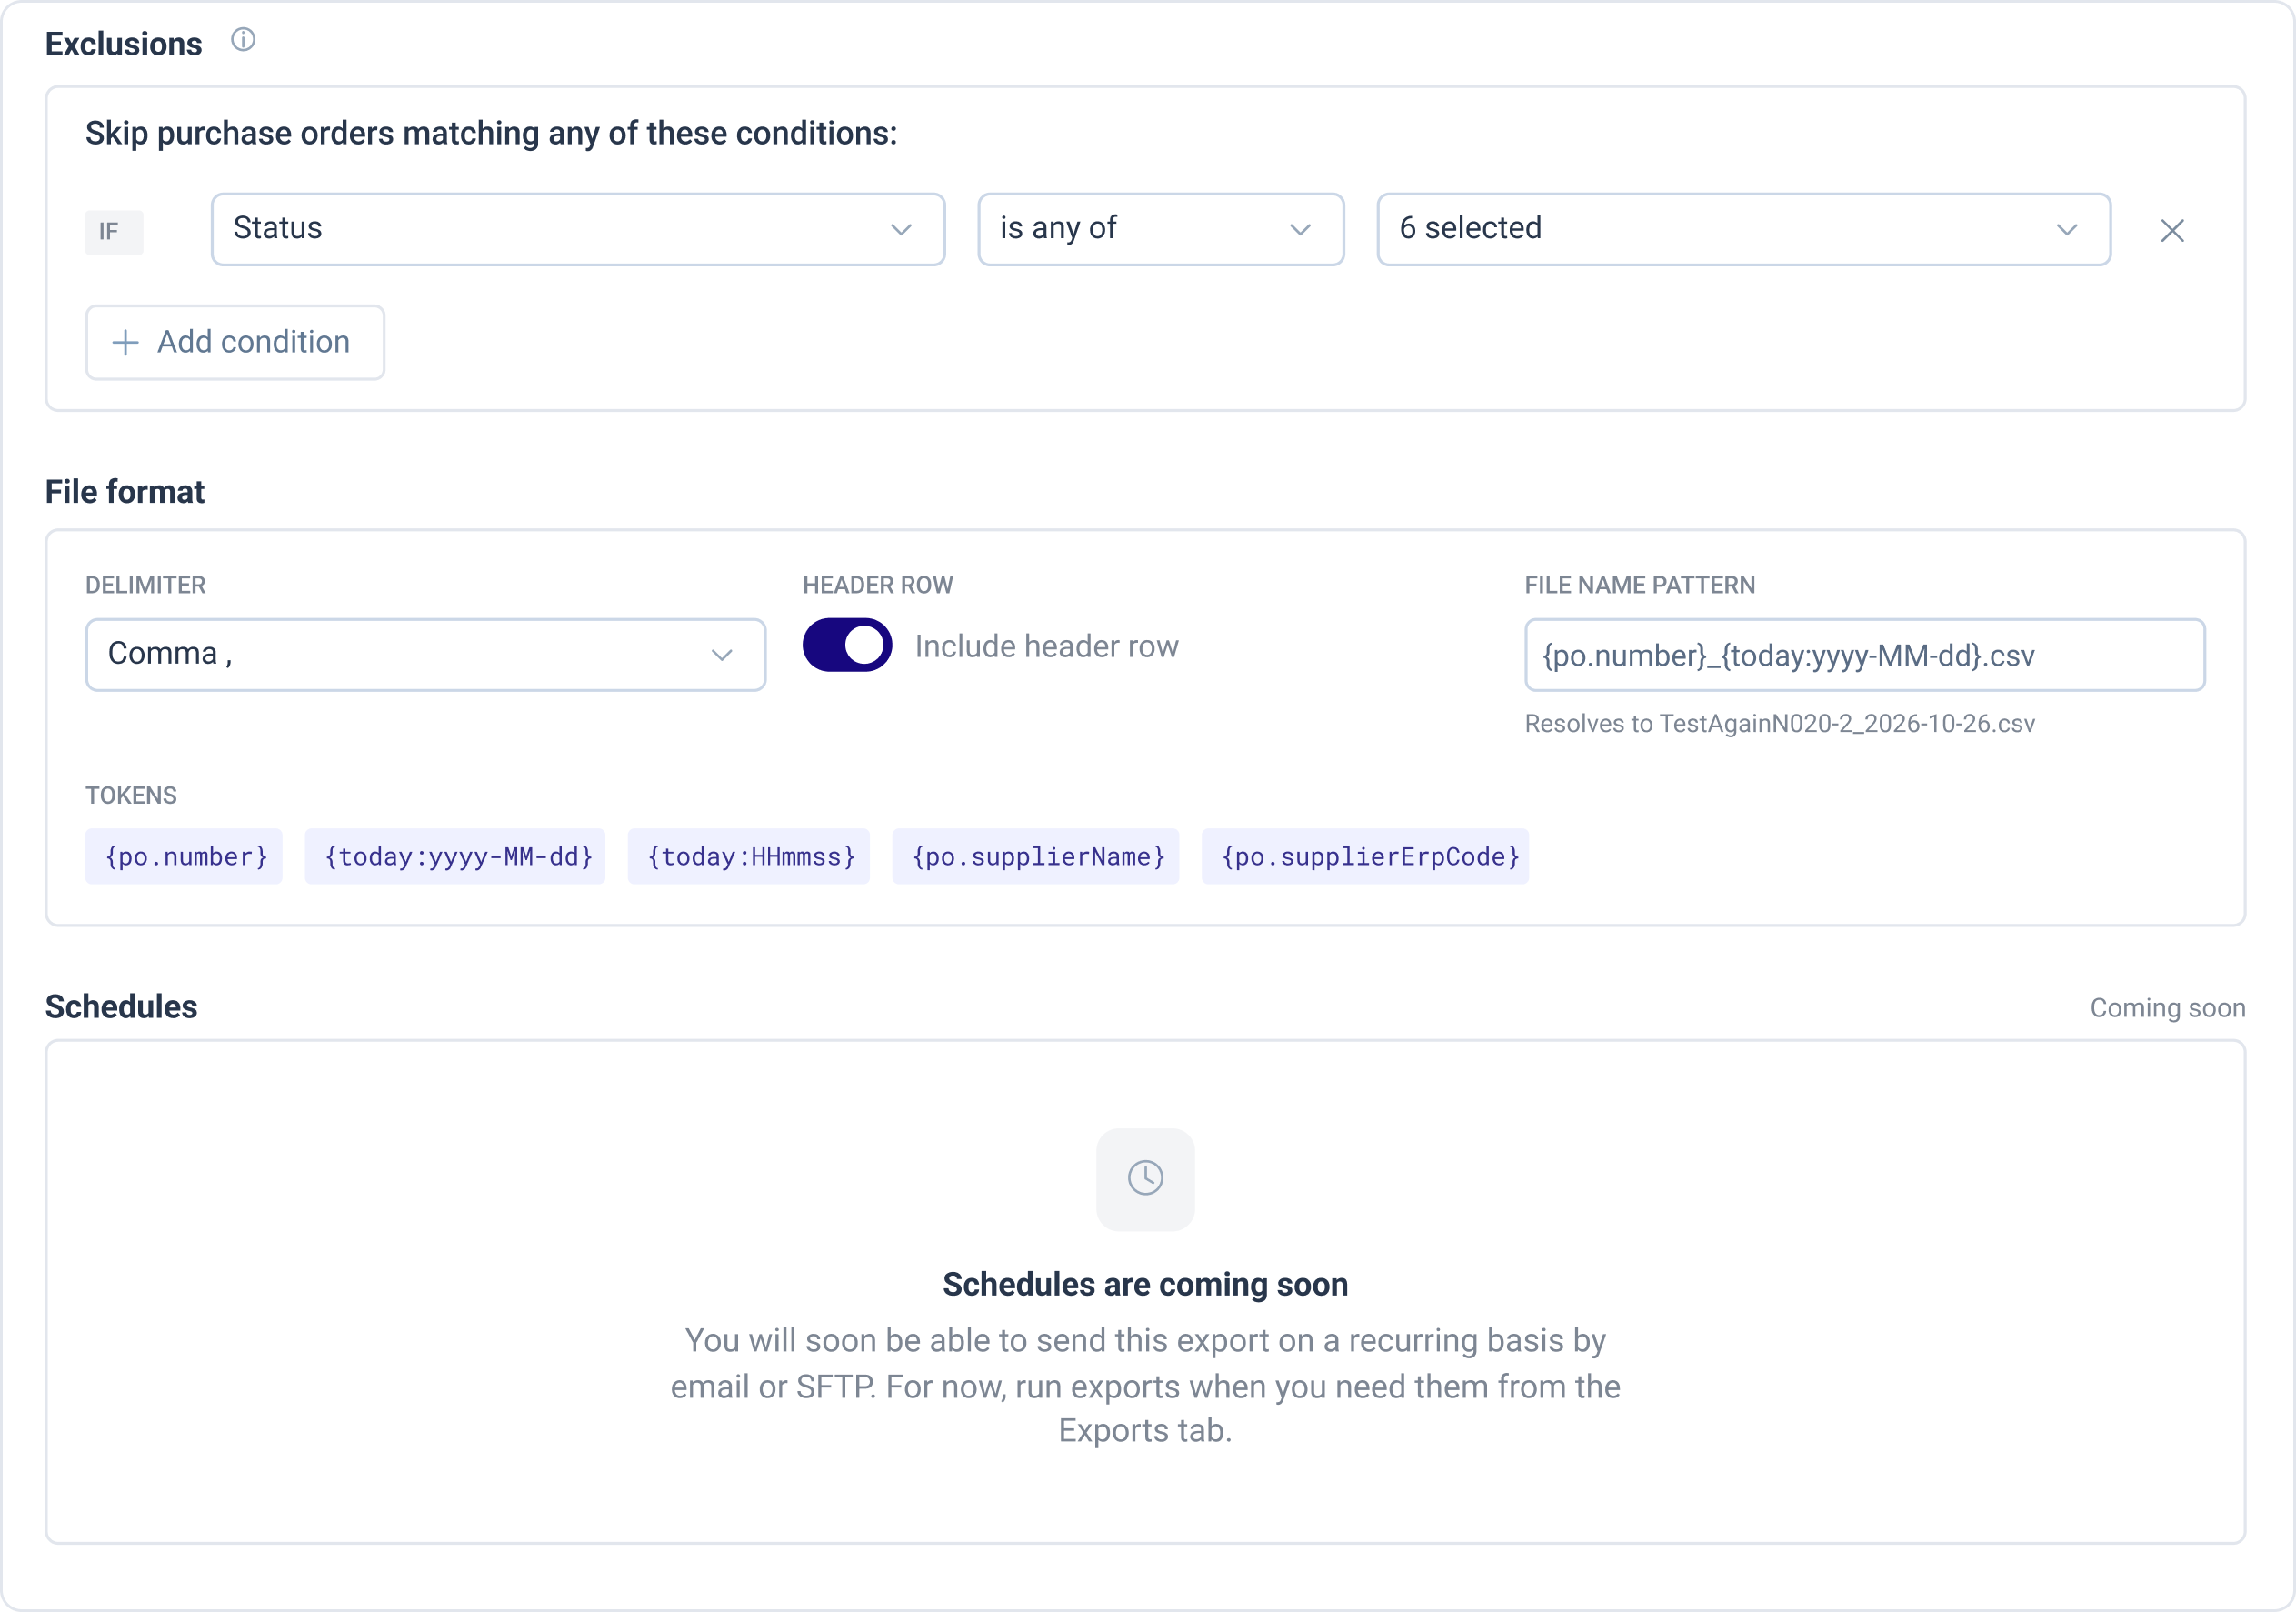 Exclusions
Skip purchase orders matching any of these conditions:
IF Status is any of 6 selected
Add condition
File format
DELIMITER HEADER ROW FILE NAME PATTERN
Comma , Include header row {po.number}_{today:yyyy-MM-dd}.csv
Resolves to TestAgainN020-2_2026-10-26.csv
TOKENS
{po.number} {today:yyyy-MM-dd} {today:HHmmss} {po.supplierName} {po.supplierErpCode}
Schedules Coming soon
Schedules are coming soon
You will soon be able to send this export on a recurring basis by
email or SFTP. For now, run exports when you need them from the
Exports tab.